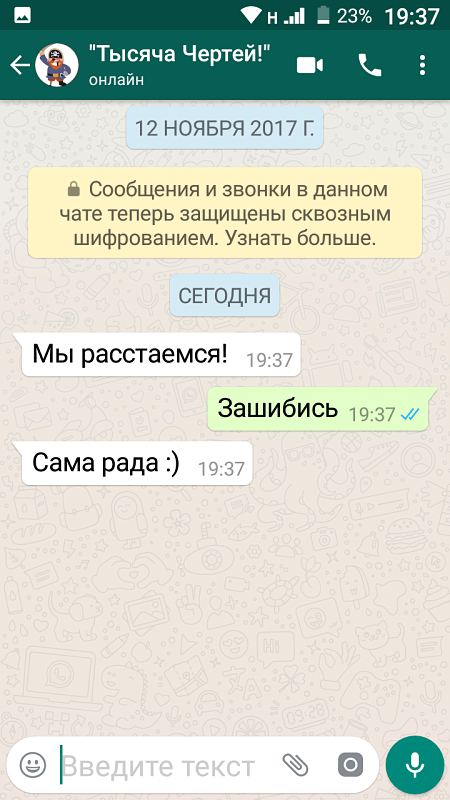 н 23% 19:37
"Тысяча Чертей!"
онлайн
12 НОЯБРЯ 2017 Г.
Сообщения и звонки в данном
чате теперь защищены сквозным
шифрованием. Узнать больше.
СЕГОДНЯ
Мы расстаемся! 19:37
Зашибись 19:37
Сама рада :) 19:37
Введите текст